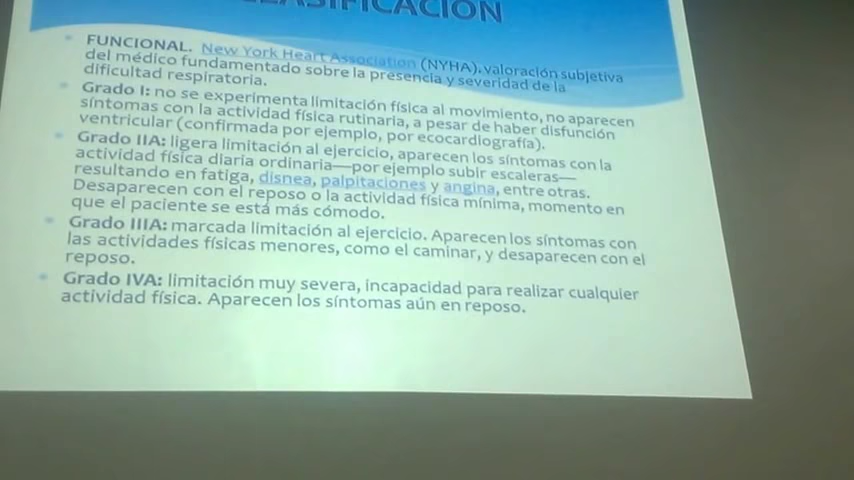 CLASIFICACIÓN
FUNCIONAL. New York Heart Association (NYHA). valoración subjetiva
del médico fundamentado sobre la presencia y severidad de la
dificultad respiratoria.
Grado I: no se experimenta limitación física al movimiento, no aparecen
síntomas con la actividad física rutinaria, a pesar de haber disfunción
ventricular (confirmada por ejemplo, por ecocardiografía).
Grado IIA: ligera limitación al ejercicio, aparecen los síntomas con la
actividad física diaria ordinaria—por ejemplo subir escaleras—
resultando en fatiga, disnea, palpitaciones y angina, entre otras.
Desaparecen con el reposo o la actividad física mínima, momento en
que el paciente se está más cómodo.
Grado IIIA: marcada limitación al ejercicio. Aparecen los síntomas con
las actividades físicas menores, como el caminar, y desaparecen con el
reposo.
Grado IVA: limitación muy severa, incapacidad para realizar cualquier
actividad física. Aparecen los síntomas aún en reposo.